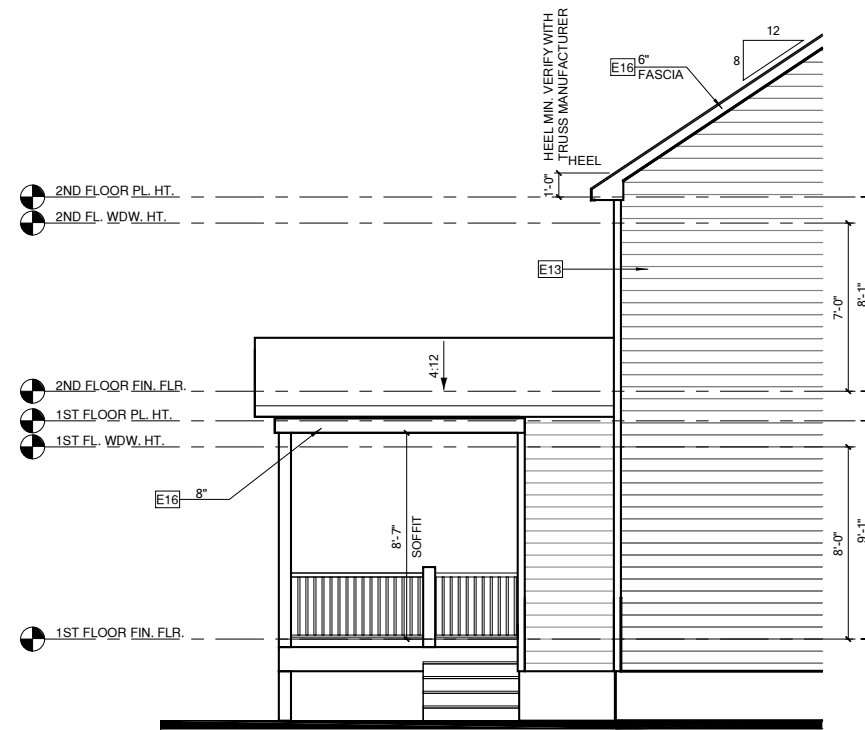 12
8
HEEL MIN. VERIFY WITH
TRUSS MANUFACTURER
E16 6"
FASCIA
HEEL
1'-0"
2ND FLOOR PL. HT.
2ND FL. WDW. HT.
E13
7'-0"
8'-1"
4:12
2ND FLOOR FIN. FLR.
1ST FLOOR PL. HT.
1ST FL. WDW. HT.
E16 8"
8'-7"
SOFFIT
8'-0"
9'-1"
1ST FLOOR FIN. FLR.